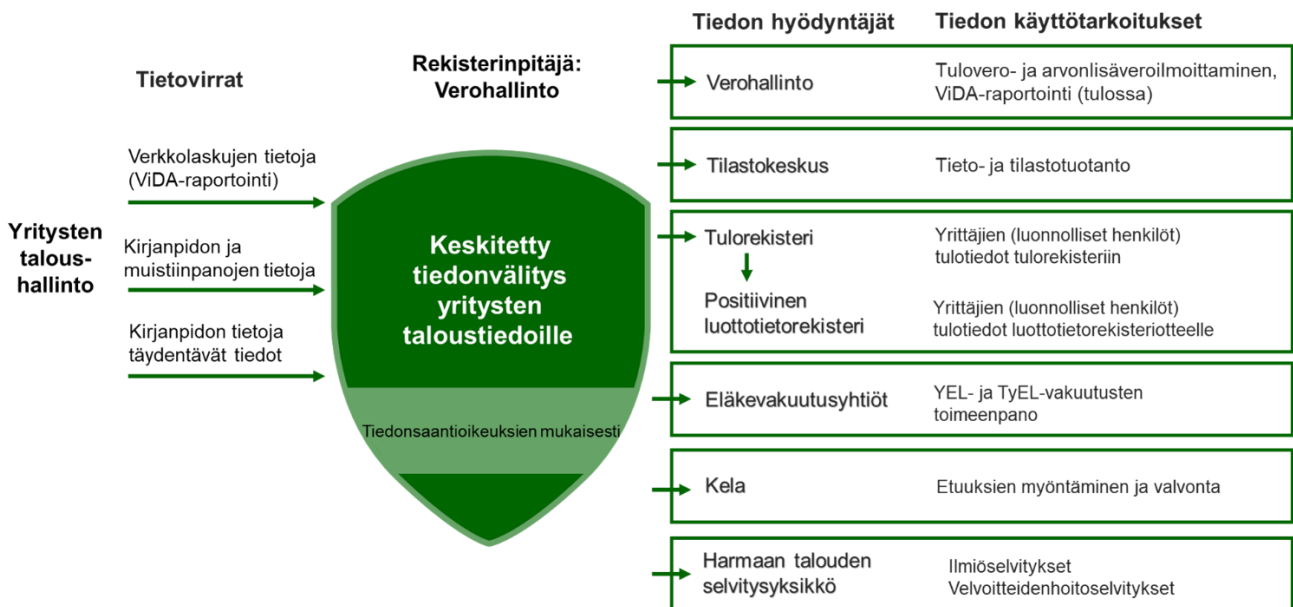 Tiedon hyödyntäjät
Tiedon käyttötarkoitukset
Tietovirrat
Rekisterinpitäjä:
Verohallinto
Verkkolaskujen tietoja
(ViDA-raportointi)
Yritysten
talous-
hallinto
Kirjanpidon ja
muistiinpanojen tietoja
Kirjanpidon tietoja
täydentävät tiedot
Keskitetty
tiedonvälitys
yritysten
taloustiedoille
Tiedonsaantioikeuksien mukaisesti
Verohallinto
Tulovero- ja arvonlisäveroilmoittaminen,
ViDA-raportointi (tulossa)
Tilastokeskus
Tieto- ja tilastotuotanto
Tulorekisteri
Yrittäjien (luonnolliset henkilöt)
tulotiedot tulorekisteriin
Positiivinen
luottotietorekisteri
Yrittäjien (luonnolliset henkilöt)
tulotiedot luottotietorekisteriotteelle
Eläkevakuutusyhtiöt
YEL- ja TyEL-vakuutusten
toimeenpano
Kela
Etuuksien myöntäminen ja valvonta
Harmaan talouden
selvitysyksikkö
Ilmiöselvitykset
Velvoitteidenhoitoselvitykset